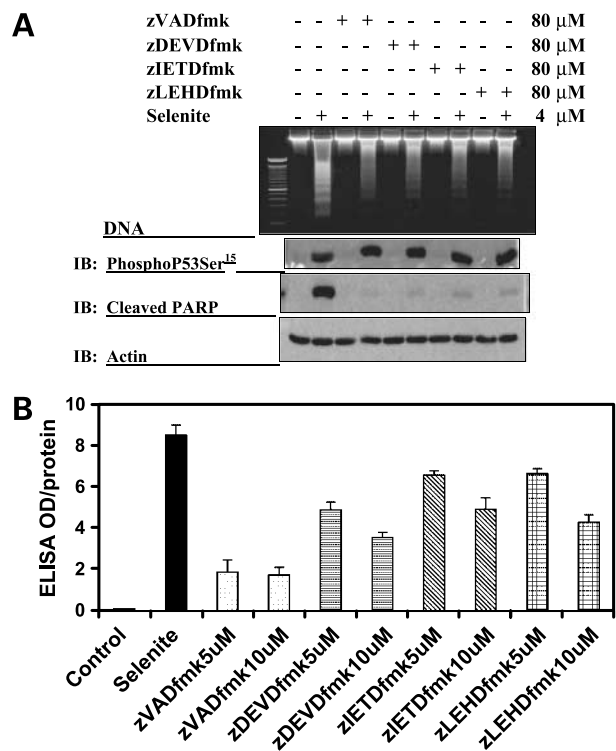 A
zVADfmk - - + + - - - - - - 80 μM
zDEVDfmk - - - - + + - - - - 80 μM
zIETDfmk - - - - - - + + - - 80 μM
zLEHDfmk - - - - - - - - + + 80 μM
Selenite - + - + - + - + - + 4 μM
DNA
IB: PhosphoP53Ser15
IB: Cleaved PARP
IB: Actin
B
ELISA OD/protein
10
8
6
4
2
0
Control
Selenite
zVADfmk5uM
zVADfmk10uM
zDEVDfmk5uM
zDEVDfmk10uM
zIETDfmk5uM
zIETDfmk10uM
zLEHDfmk5uM
zLEHDfmk10uM